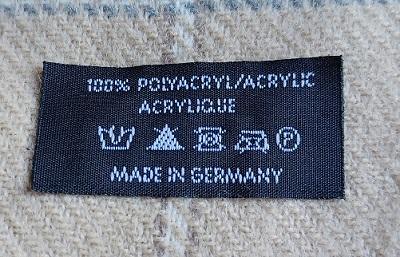 100% POLYACRYL/ACRYLIC
ACRYLIQUE
P
MADE IN GERMANY